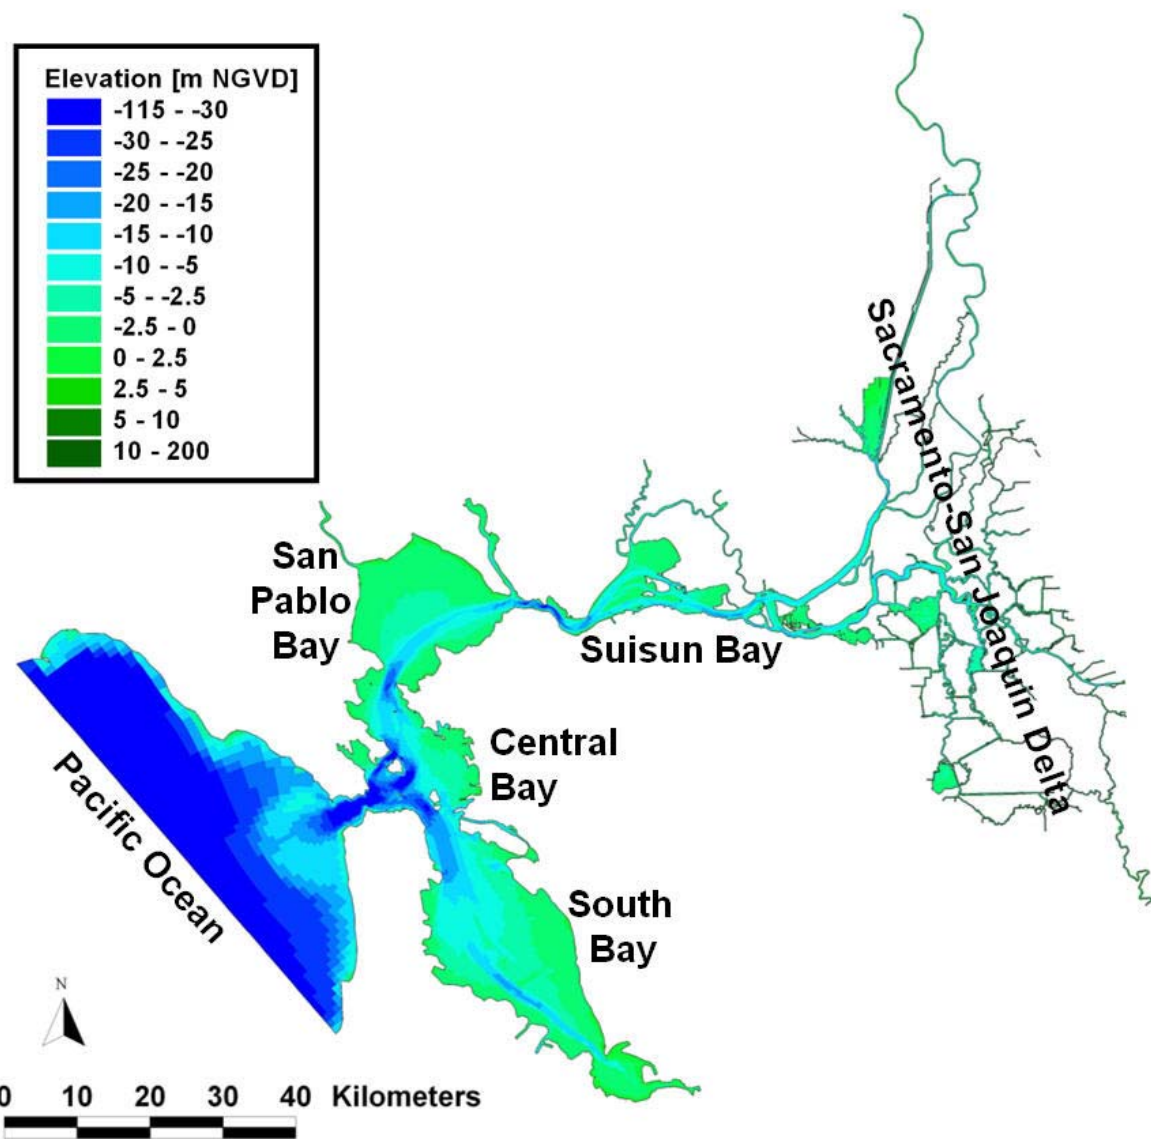 Elevation [m NGVD]
-115 - -30
-30 - -25
-25 - -20
-20 - -15
-15 - -10
-10 - -5
-5 - -2.5
-2.5 - 0
0 - 2.5
2.5 - 5
5 - 10
10 - 200
Sacramento-San Joaquin Delta
San
Pablo
Bay
Suisun Bay
Central
Bay
Pacific Ocean
South
Bay
N
0 10 20 30 40 Kilometers